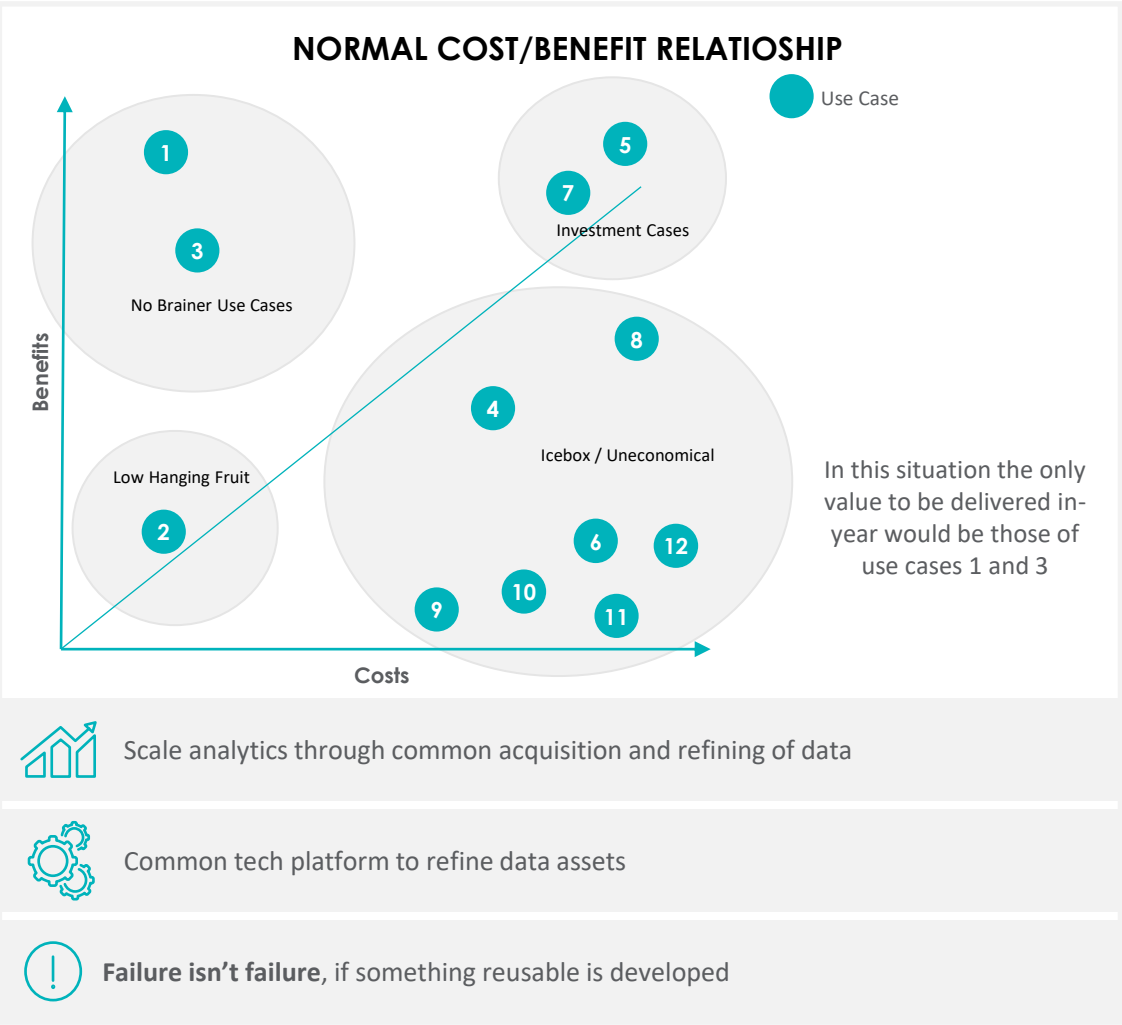 NORMAL COST/BENEFIT RELATIOSHIP
Use Case
1
5
7
3
Investment Cases
No Brainer Use Cases
Benefits
8
4
Icebox / Uneconomical
Low Hanging Fruit
2
6
12
10
9
11
In this situation the only
value to be delivered in-
year would be those of
use cases 1 and 3
Costs
Scale analytics through common acquisition and refining of data
Common tech platform to refine data assets
Failure isn’t failure, if something reusable is developed